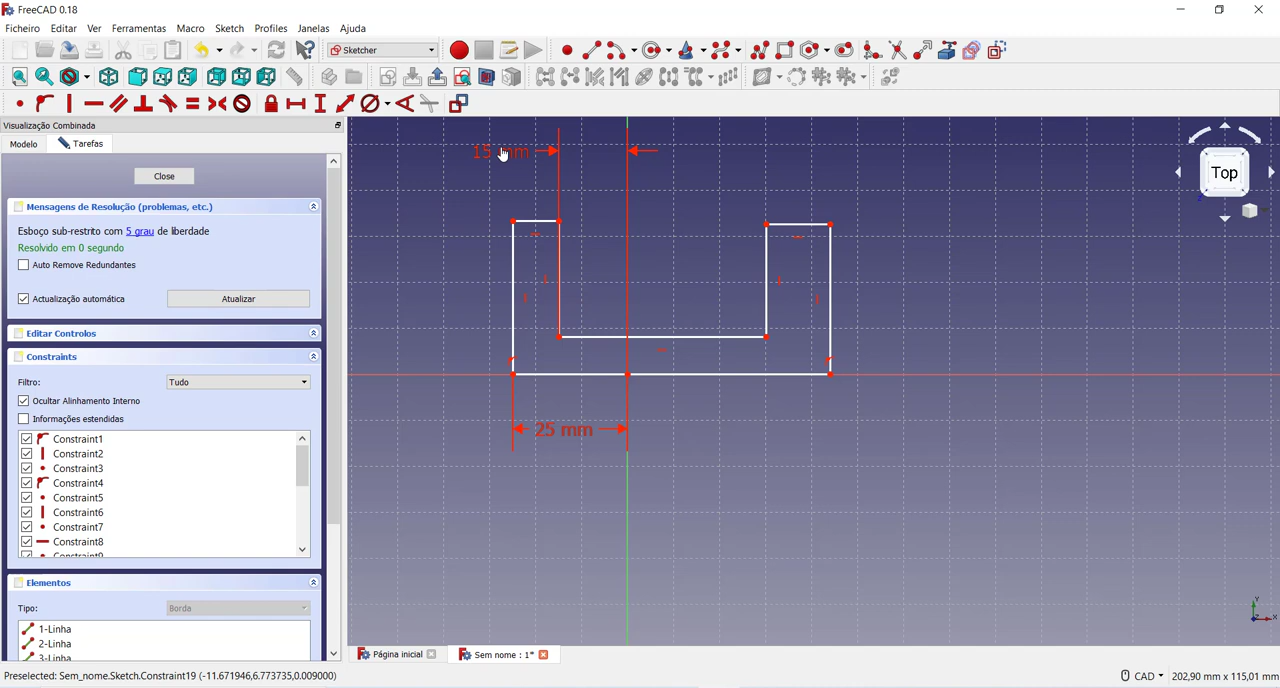 FreeCAD 0.18
Ficheiro Editar Ver Ferramentas Macro Sketch Profiles Janelas Ajuda
Sketcher
Visualização Combinada
Modelo Tarefas
Close
Mensagens de Resolução (problemas, etc.)
Esboço sub-restrito com 5 grau de liberdade
Resolvido em 0 segundo
Auto Remove Redundantes
Actualização automática Atualizar
Editar Controlos
Constraints
Filtro: Tudo
Ocultar Alinhamento Interno
Informações estendidas
Constraint1
Constraint2
Constraint3
Constraint4
Constraint5
Constraint6
Constraint7
Constraint8
Constraint9
Elementos
Tipo: Borda
1-Linha
2-Linha
3-Linha
15 mm
25 mm
Top
Z
Y
X
Página inicial Sem nome : 1*
Preselected: Sem_nome.Sketch.Constraint19 (-11.671946,6.773735,0.009000) CAD 202,90 mm x 115,01 mm